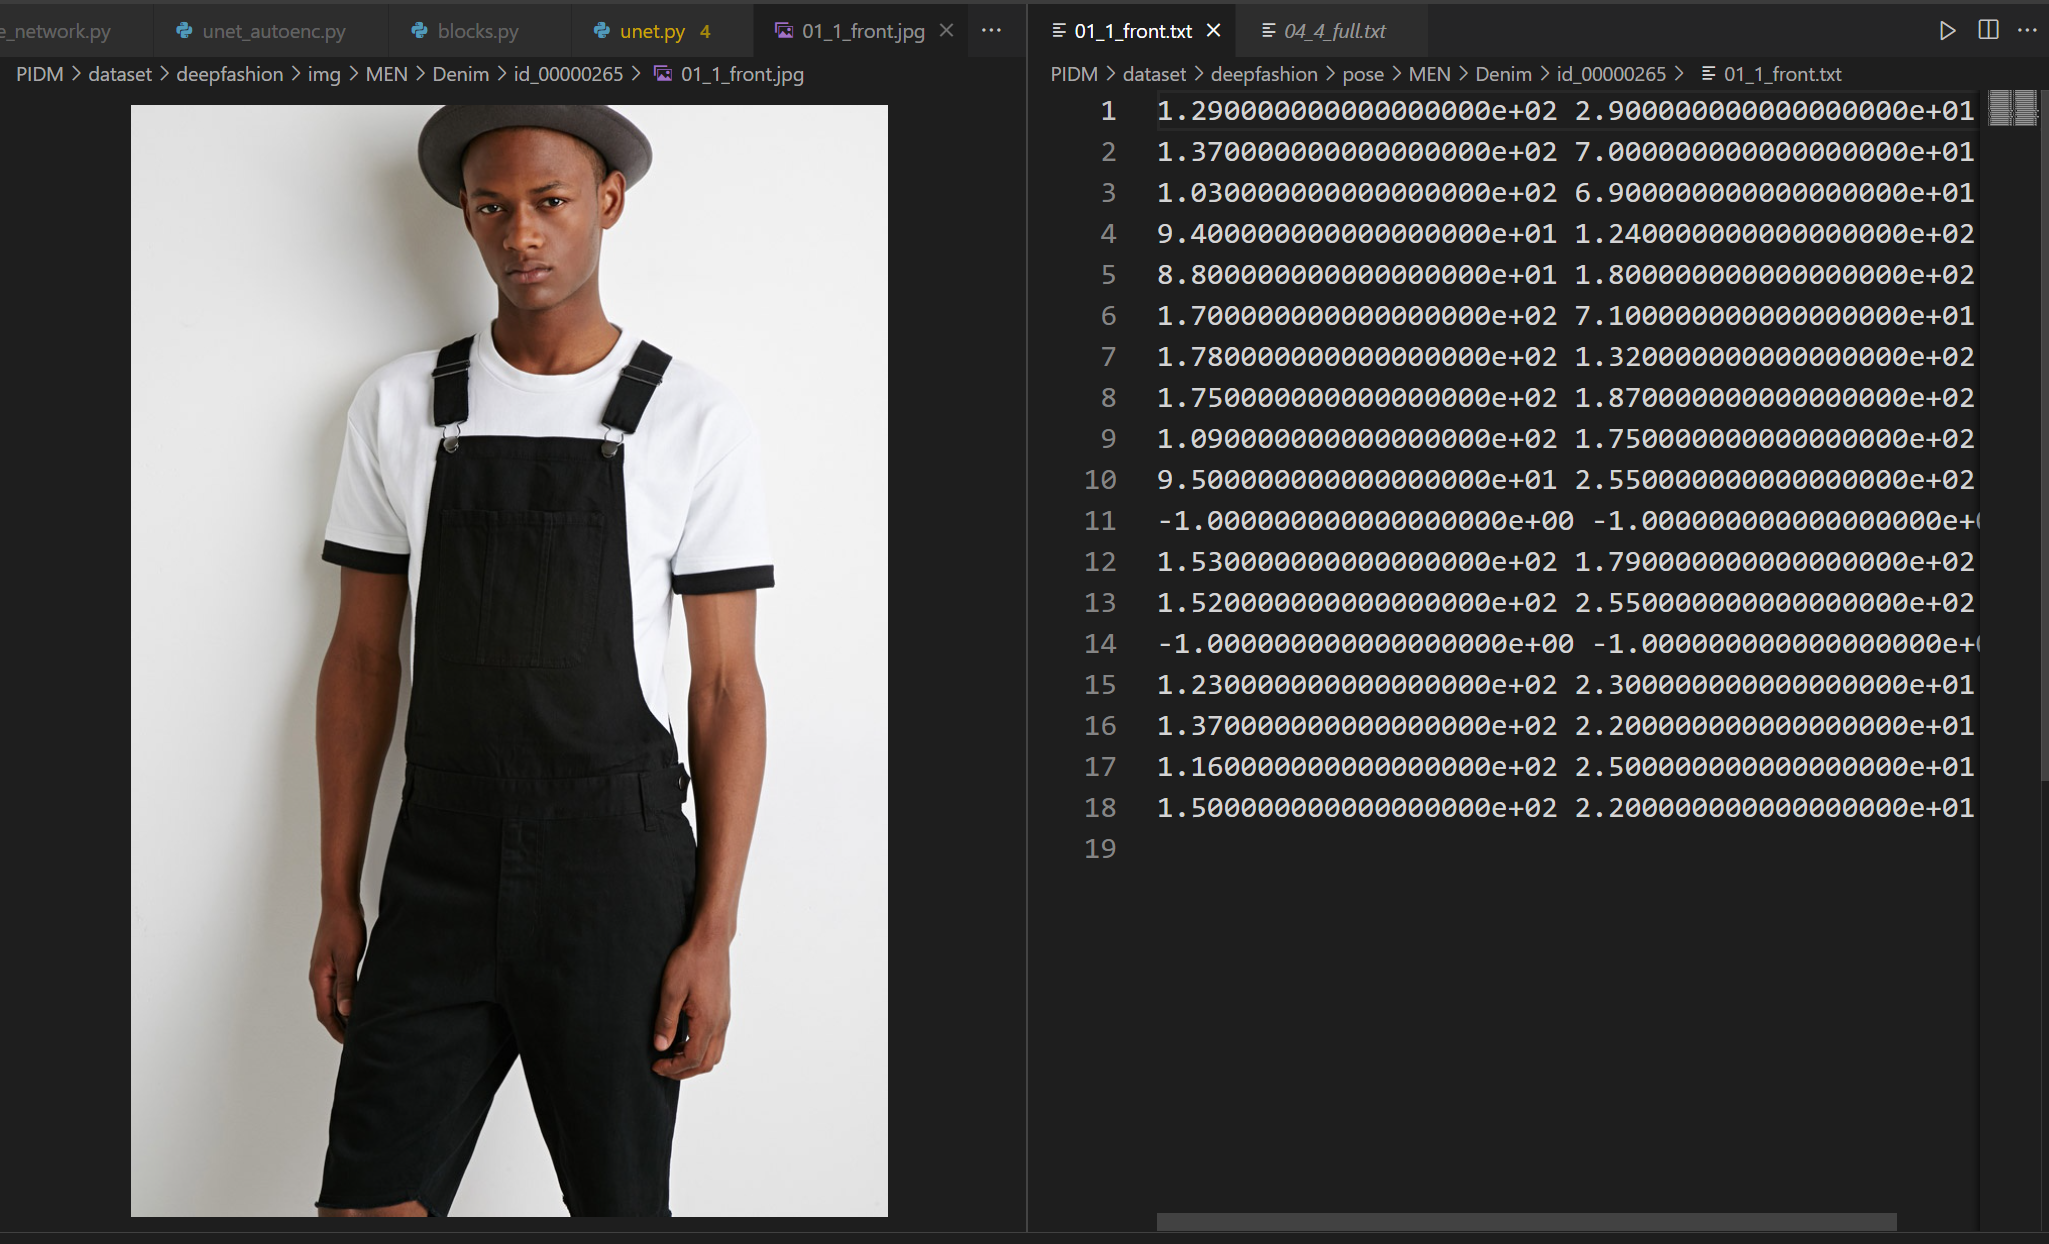 e_network.py unet_autoenc.py blocks.py unet.py 4 01_1_front.jpg
PIDM > dataset > deepfashion > img > MEN > Denim > id_00000265 > 01_1_front.jpg
01_1_front.txt 04_4_full.txt
PIDM > dataset > deepfashion > pose > MEN > Denim > id_00000265 > 01_1_front.txt
1 1.290000000000000000e+02 2.900000000000000000e+01
2 1.370000000000000000e+02 7.000000000000000000e+01
3 1.030000000000000000e+02 6.900000000000000000e+01
4 9.400000000000000000e+01 1.240000000000000000e+02
5 8.800000000000000000e+01 1.800000000000000000e+02
6 1.700000000000000000e+02 7.100000000000000000e+01
7 1.780000000000000000e+02 1.320000000000000000e+02
8 1.750000000000000000e+02 1.870000000000000000e+02
9 1.090000000000000000e+02 1.750000000000000000e+02
10 9.500000000000000000e+01 2.550000000000000000e+02
11 -1.000000000000000000e+00 -1.000000000000000000e+0
12 1.530000000000000000e+02 1.790000000000000000e+02
13 1.520000000000000000e+02 2.550000000000000000e+02
14 -1.000000000000000000e+00 -1.000000000000000000e+0
15 1.230000000000000000e+02 2.300000000000000000e+01
16 1.370000000000000000e+02 2.200000000000000000e+01
17 1.160000000000000000e+02 2.500000000000000000e+01
18 1.500000000000000000e+02 2.200000000000000000e+01
19